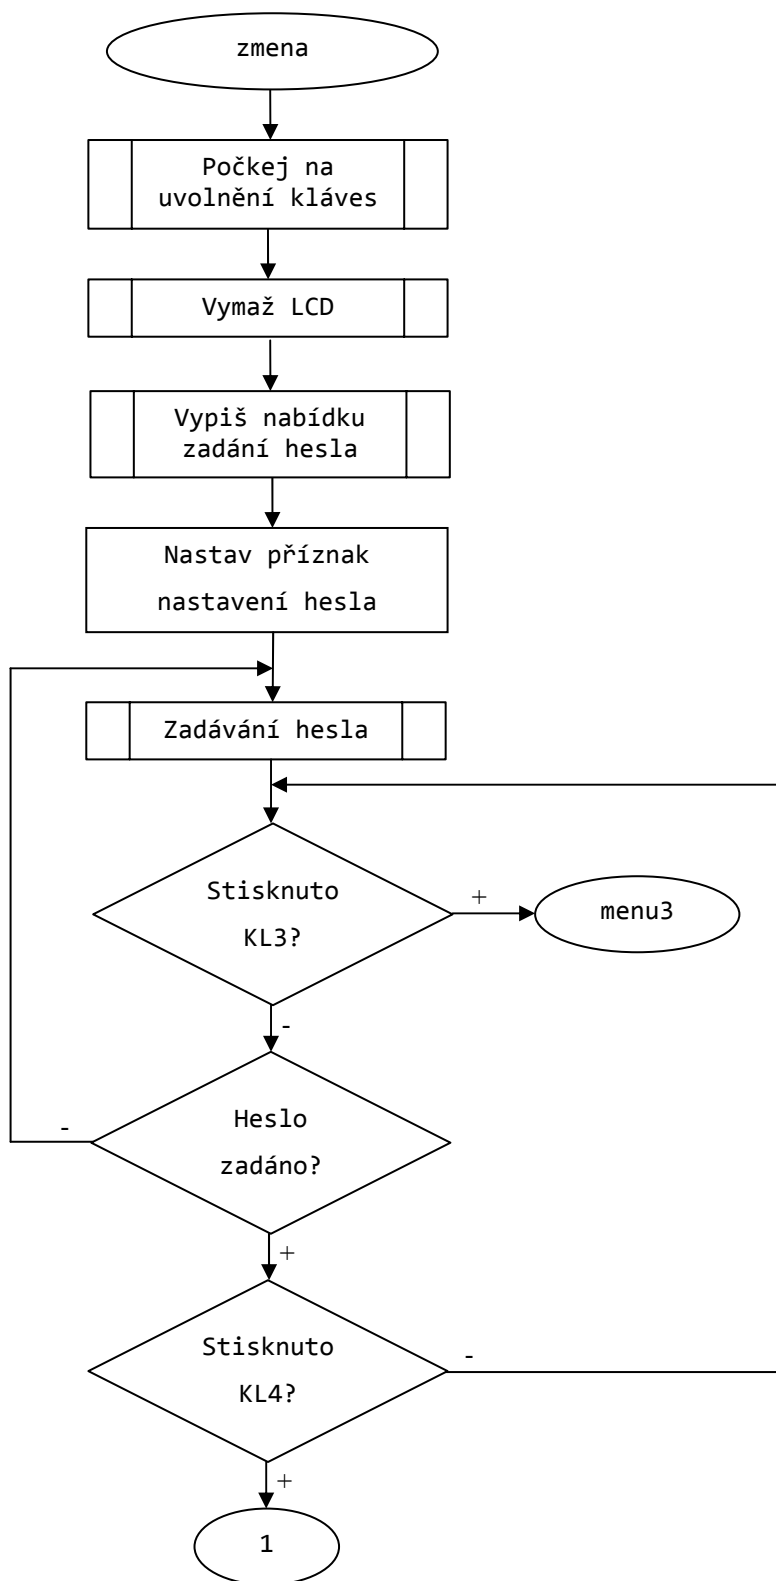 zmena
Počkej na
uvolnění kláves
Vymaž LCD
Vypiš nabídku
zadání hesla
Nastav příznak
nastavení hesla
Zadávání hesla
Stisknuto
KL3?
+
menu3
-
Heslo
zadáno?
-
+
Stisknuto
KL4?
-
+
1